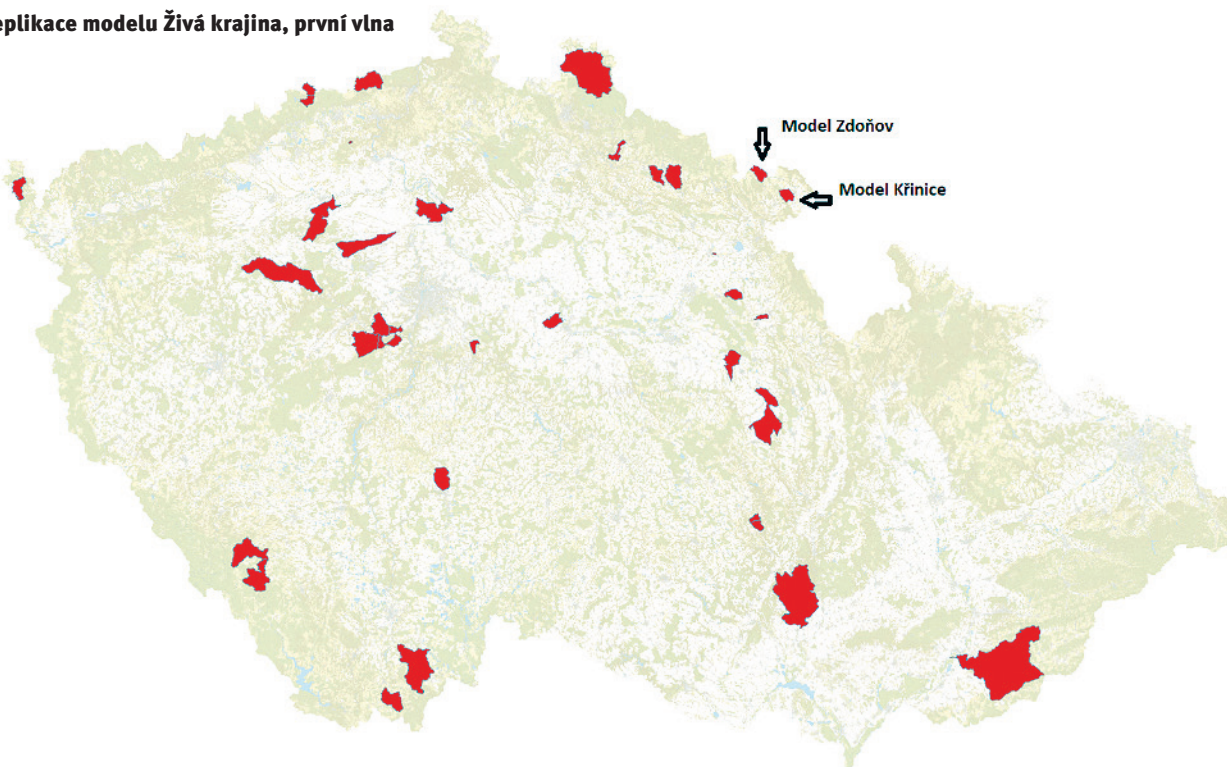 eplikace modelu Živá krajina, první vlna
Model Zdoňov
Model Křinice